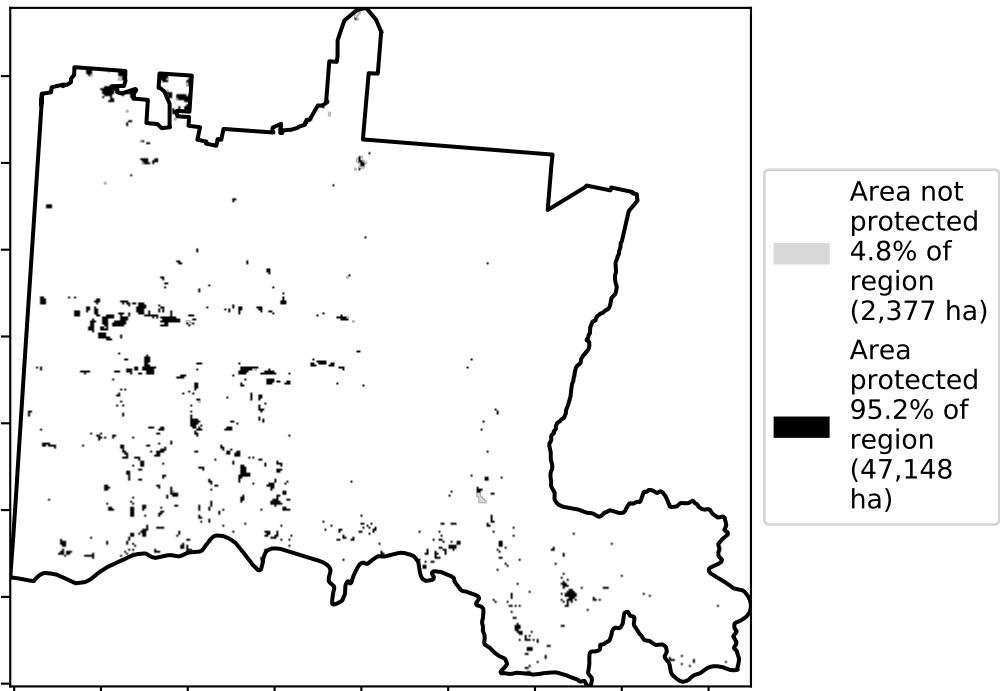 Area not
protected
4.8% of
region
(2,377 ha)
Area
protected
95.2% of
region
(47,148
ha)